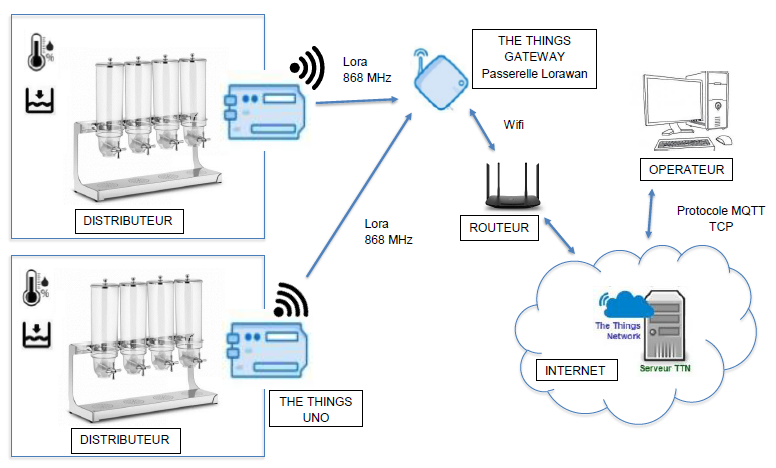 %
DISTRIBUTEUR
Lora
868 MHz
THE THINGS
GATEWAY
Passerelle Lorawan
Wifi
ROUTEUR
OPERATEUR
Protocole MQTT
TCP
Lora
868 MHz
%
DISTRIBUTEUR
THE THINGS
UNO
The Things
Network
Serveur TTN
INTERNET